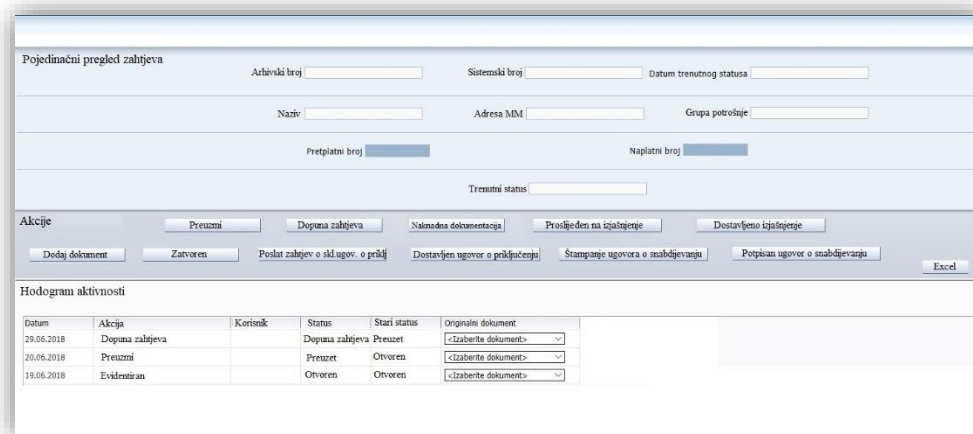 Pojedinačni pregled zahtjeva
Arhivski broj Sistemski broj Datum trenutnog statusa
Naziv Adresa MM Grupa potrošnje
Pretplatni broj Naplatni broj
Trenutni status
Akcije Preuzmi Dopuna zahtjeva Naknadna dokumentacija Proslijeđen na izjašnjenje Dostavljeno izjašnjenje
Dodaj dokument Zatvoren Poslat zahtjev o skl.ugov. o priklj Dostavljen ugovor o priključenju Štampanje ugovora o snabdijevanju Potpisan ugovor o snabdijevanju
Excel
Hodogram aktivnosti
Datum Akcija Korisnik Status Stari status Originalni dokument
29.06.2018 Dopuna zahtjeva Dopuna zahtjeva Preuzet <Izaberite dokument>
20.06.2018 Preuzmi Preuzet Otvoren <Izaberite dokument>
19.06.2018 Evidentiran Otvoren Otvoren <Izaberite dokument>